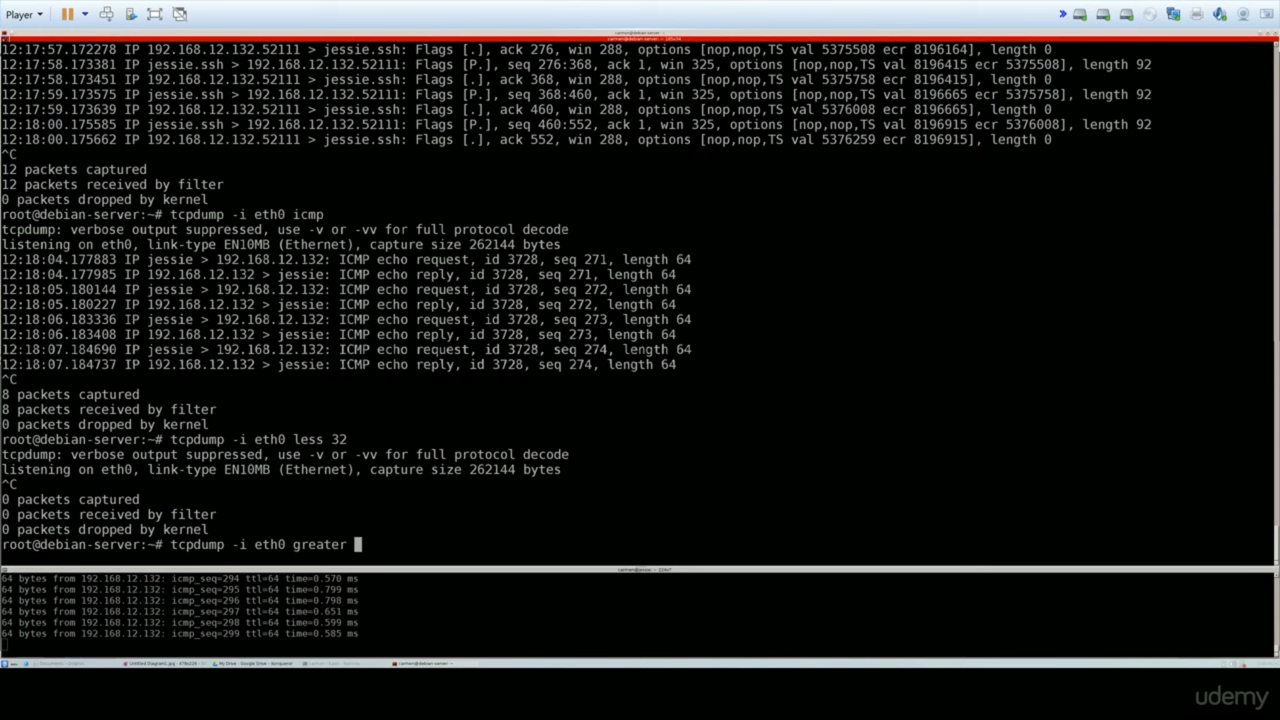 Player
12:17:57.172278 IP 192.168.12.132.52111 > jessie.ssh: Flags [.], ack 276, win 288, options [nop,nop,TS val 5375508 ecr 8196164], length 0
12:17:58.173381 IP jessie.ssh > 192.168.12.132.52111: Flags [P.], seq 276:368, ack 1, win 325, options [nop,nop,TS val 8196415 ecr 5375508], length 92
12:17:58.173451 IP 192.168.12.132.52111 > jessie.ssh: Flags [.], ack 368, win 288, options [nop,nop,TS val 5375758 ecr 8196415], length 0
12:17:59.173575 IP jessie.ssh > 192.168.12.132.52111: Flags [P.], seq 368:460, ack 1, win 325, options [nop,nop,TS val 8196665 ecr 5375758], length 92
12:17:59.173639 IP 192.168.12.132.52111 > jessie.ssh: Flags [.], ack 460, win 288, options [nop,nop,TS val 5376008 ecr 8196665], length 0
12:18:00.175585 IP jessie.ssh > 192.168.12.132.52111: Flags [P.], seq 460:552, ack 1, win 325, options [nop,nop,TS val 8196915 ecr 5376008], length 92
12:18:00.175662 IP 192.168.12.132.52111 > jessie.ssh: Flags [.], ack 552, win 288, options [nop,nop,TS val 5376259 ecr 8196915], length 0
^C
12 packets captured
12 packets received by filter
0 packets dropped by kernel
root@debian-server:~# tcpdump -i eth0 icmp
tcpdump: verbose output suppressed, use -v or -vv for full protocol decode
listening on eth0, link-type EN10MB (Ethernet), capture size 262144 bytes
12:18:04.177883 IP jessie > 192.168.12.132: ICMP echo request, id 3728, seq 271, length 64
12:18:04.177985 IP 192.168.12.132 > jessie: ICMP echo reply, id 3728, seq 271, length 64
12:18:05.180144 IP jessie > 192.168.12.132: ICMP echo request, id 3728, seq 272, length 64
12:18:05.180227 IP 192.168.12.132 > jessie: ICMP echo reply, id 3728, seq 272, length 64
12:18:06.183336 IP jessie > 192.168.12.132: ICMP echo request, id 3728, seq 273, length 64
12:18:06.183408 IP 192.168.12.132 > jessie: ICMP echo reply, id 3728, seq 273, length 64
12:18:07.184690 IP jessie > 192.168.12.132: ICMP echo request, id 3728, seq 274, length 64
12:18:07.184737 IP 192.168.12.132 > jessie: ICMP echo reply, id 3728, seq 274, length 64
^C
8 packets captured
8 packets received by filter
0 packets dropped by kernel
root@debian-server:~# tcpdump -i eth0 less 32
tcpdump: verbose output suppressed, use -v or -vv for full protocol decode
listening on eth0, link-type EN10MB (Ethernet), capture size 262144 bytes
^C
0 packets captured
0 packets received by filter
0 packets dropped by kernel
root@debian-server:~# tcpdump -i eth0 greater
64 bytes from 192.168.12.132: icmp_seq=294 ttl=64 time=0.570 ms
64 bytes from 192.168.12.132: icmp_seq=295 ttl=64 time=0.799 ms
64 bytes from 192.168.12.132: icmp_seq=296 ttl=64 time=0.798 ms
64 bytes from 192.168.12.132: icmp_seq=297 ttl=64 time=0.651 ms
64 bytes from 192.168.12.132: icmp_seq=298 ttl=64 time=0.599 ms
64 bytes from 192.168.12.132: icmp_seq=299 ttl=64 time=0.585 ms
udemy